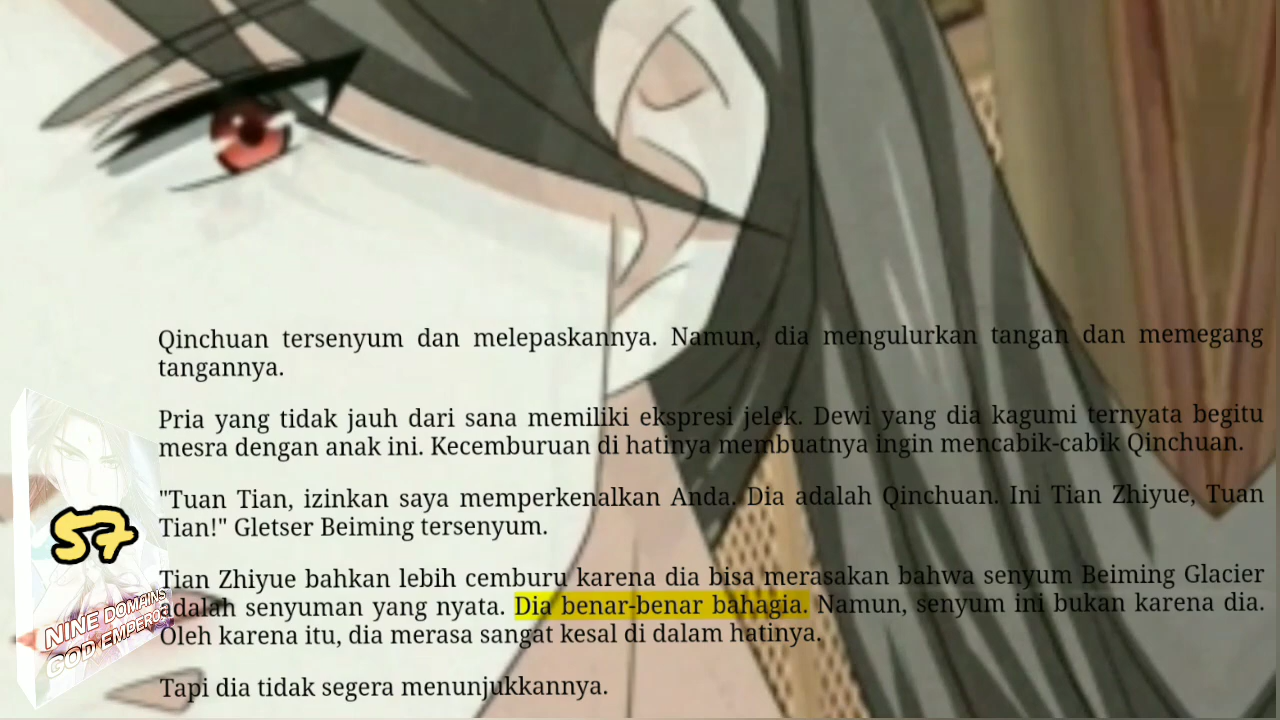 Qinchuan tersenyum dan melepaskannya. Namun, dia mengulurkan tangan dan memegang
tangannya.
Pria yang tidak jauh dari sana memiliki ekspresi jelek. Dewi yang dia kagumi ternyata begitu
mesra dengan anak ini. Kecemburuan di hatinya membuatnya ingin mencabik-cabik Qinchuan.
"Tuan Tian, izinkan saya memperkenalkan Anda. Dia adalah Qinchuan. Ini Tian Zhiyue, Tuan
Tian!" Gletser Beiming tersenyum.
Tian Zhiyue bahkan lebih cemburu karena dia bisa merasakan bahwa senyum Beiming Glacier
adalah senyuman yang nyata. Dia benar-benar bahagia. Namun, senyum ini bukan karena dia.
Oleh karena itu, dia merasa sangat kesal di dalam hatinya.
Tapi dia tidak segera menunjukkannya.
57
NINE DOMAINS
GOD EMPEROR